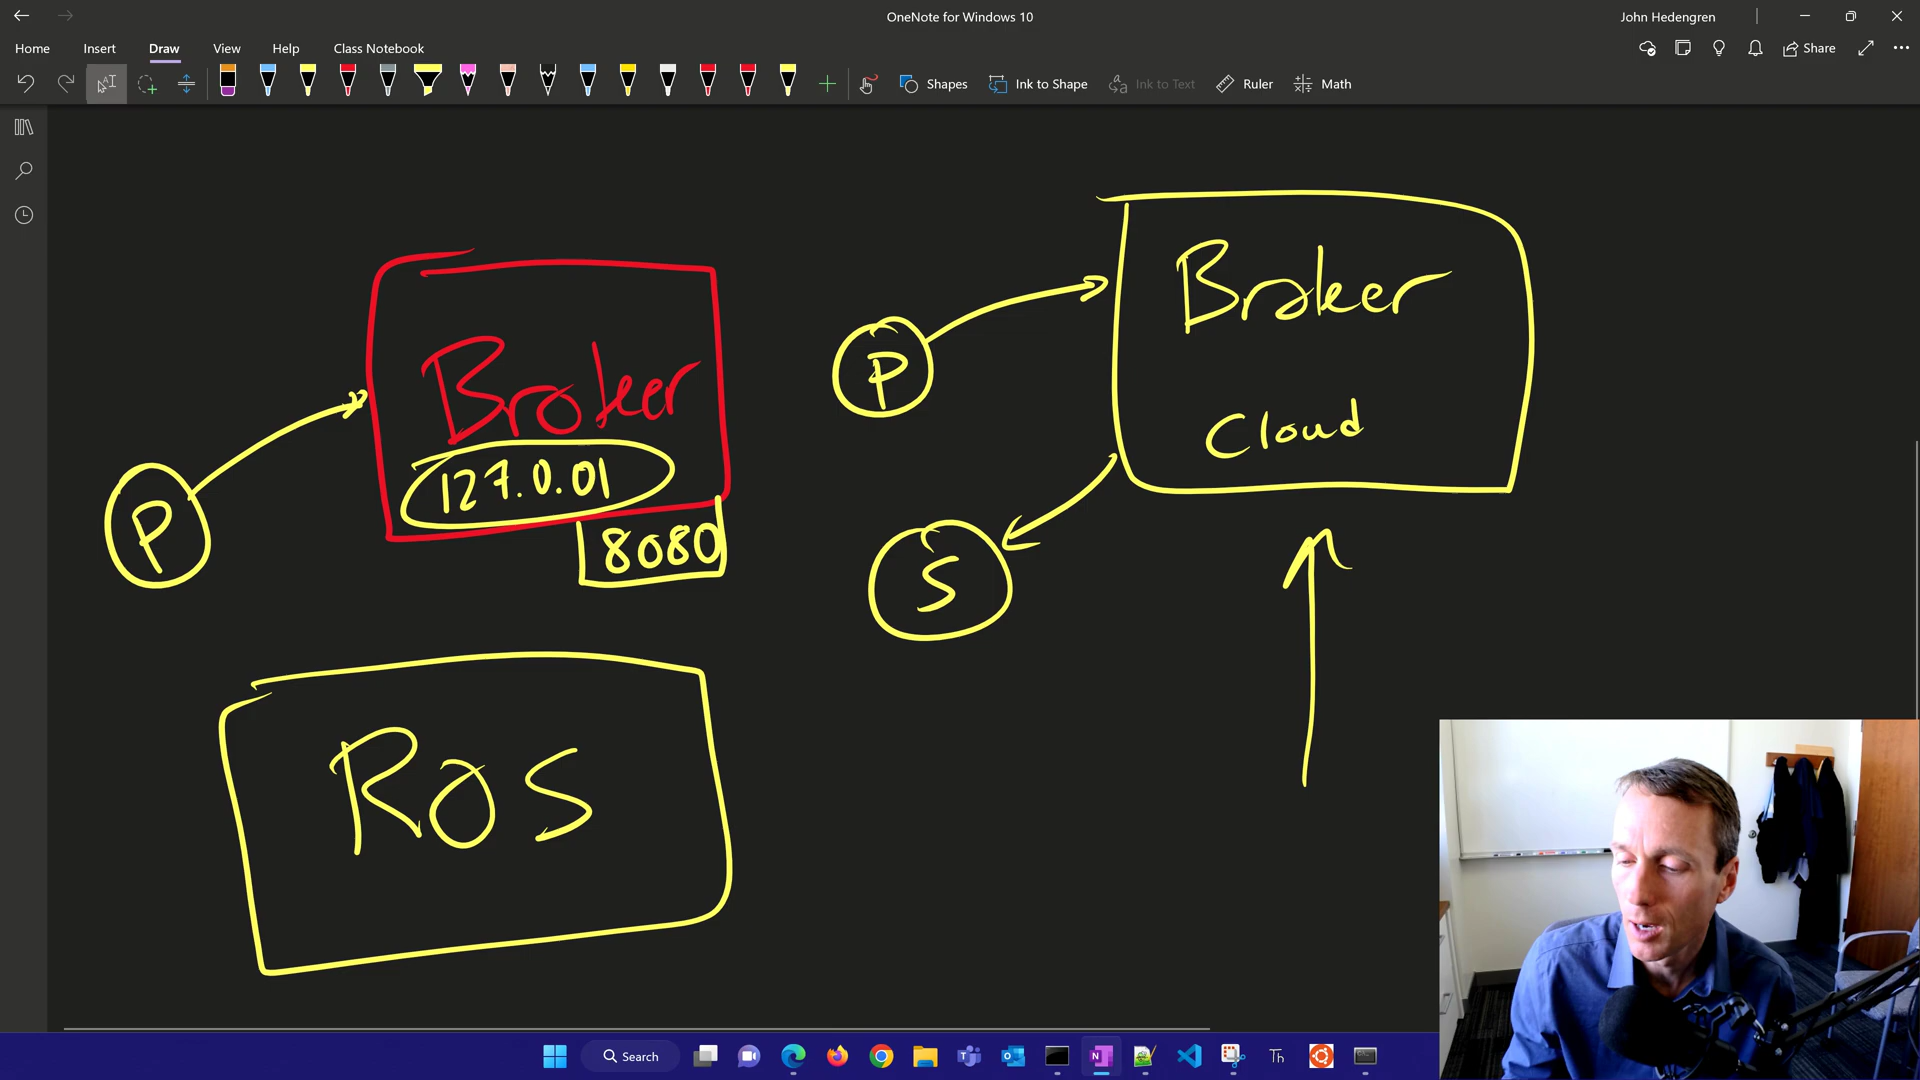 OneNote for Windows 10
John Hedengren
Home Insert Draw View Help Class Notebook
Share
Shapes Ink to Shape Ink to Text Ruler Math
Broker
127.0.01
8080
P
ROS
P
Broker
Cloud
S
Search
Th